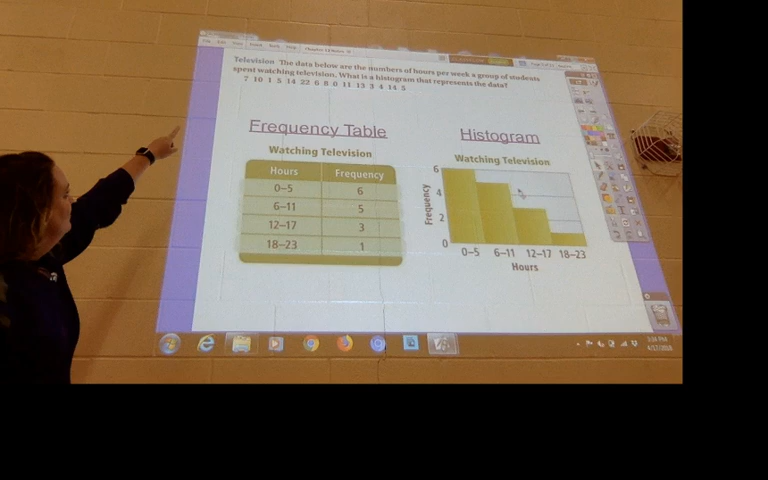 Television The data below are the numbers of hours per week a group of students
spent watching television. What is a histogram that represents the data?
7 10 1 5 14 22 6 8 0 11 13 3 4 14 5
Frequency Table
Histogram
Watching Television
Hours Frequency
0–5 6
6–11 5
12–17 3
18–23 1
Watching Television
Frequency
6
4
2
0
0–5 6–11 12–17 18–23
Hours